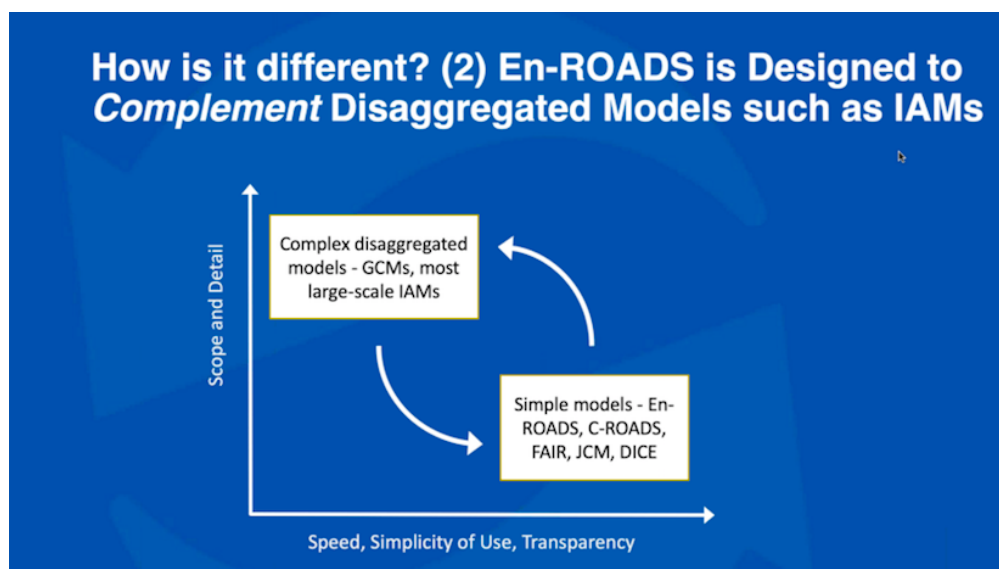 How is it different? (2) En-ROADS is Designed to
Complement Disaggregated Models such as IAMs
Scope and Detail
Complex disaggregated
models - GCMs, most
large-scale IAMs
Simple models - En-
ROADS, C-ROADS,
FAIR, JCM, DICE
Speed, Simplicity of Use, Transparency